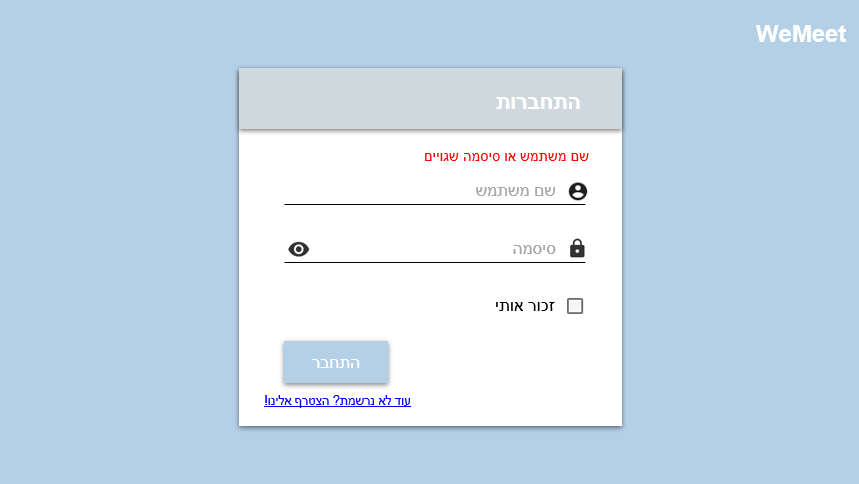 WeMeet
התחברות
שם משתמש או סיסמה שגויים
שם משתמש
סיסמה
זכור אותי
התחבר
עוד לא נרשמת? הצטרף אלינו!